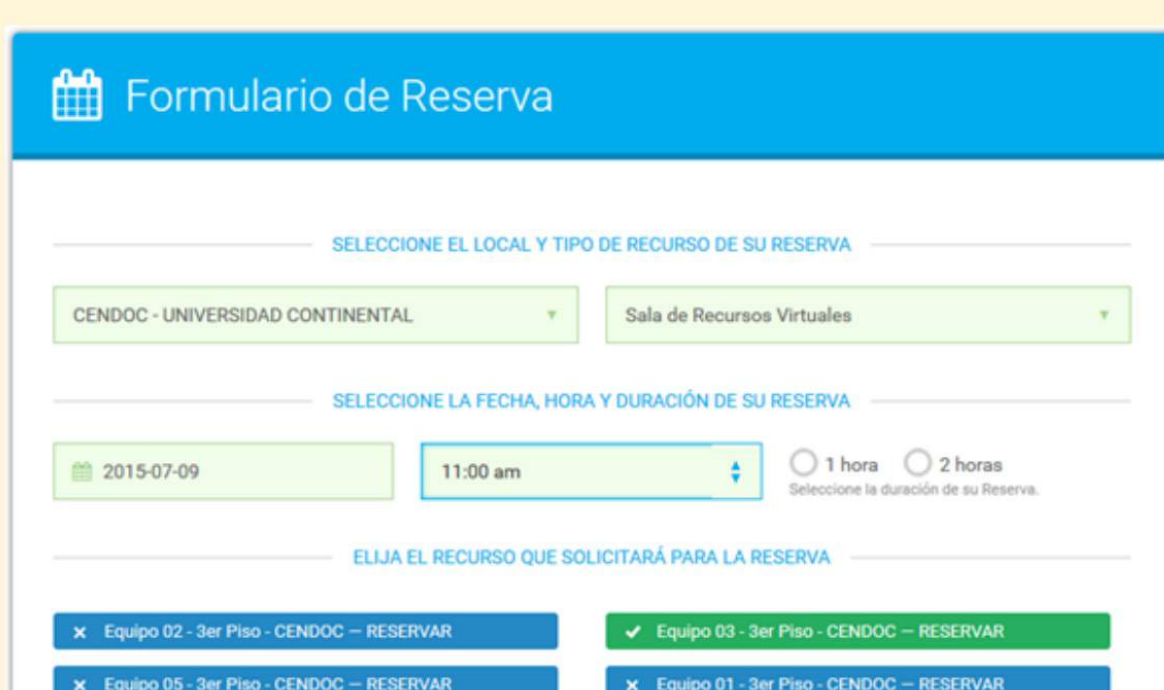 Formulario de Reserva
SELECCIONE EL LOCAL Y TIPO DE RECURSO DE SU RESERVA
CENDOC - UNIVERSIDAD CONTINENTAL
Sala de Recursos Virtuales
SELECCIONE LA FECHA, HORA Y DURACIÓN DE SU RESERVA
2015-07-09
11:00 am
1 hora
2 horas
Seleccione la duración de su Reserva.
ELIJA EL RECURSO QUE SOLICITARÁ PARA LA RESERVA
Equipo 02 - 3er Piso - CENDOC — RESERVAR
Equipo 03 - 3er Piso - CENDOC — RESERVAR
Equipo 05 - 3er Piso - CENDOC — RESERVAR
Equipo 01 - 3er Piso - CENDOC — RESERVAR